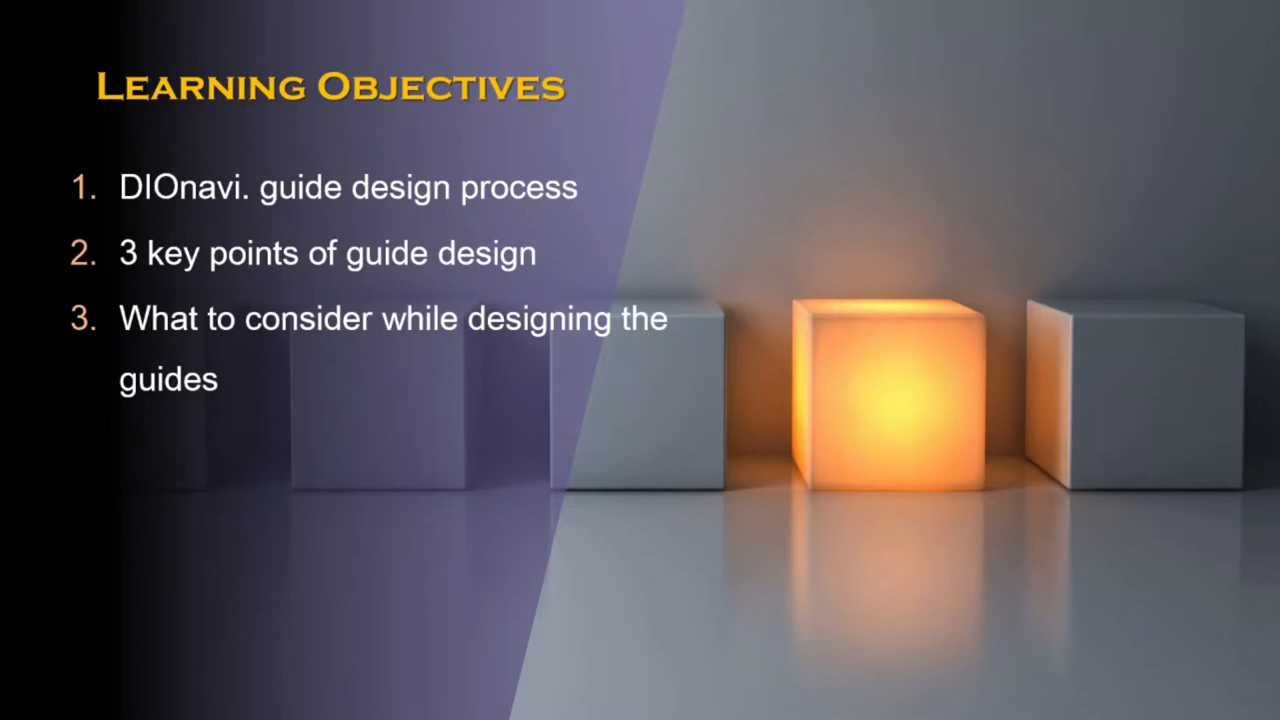 LEARNING OBJECTIVES
1. DIOnavi. guide design process
2. 3 key points of guide design
3. What to consider while designing the
guides